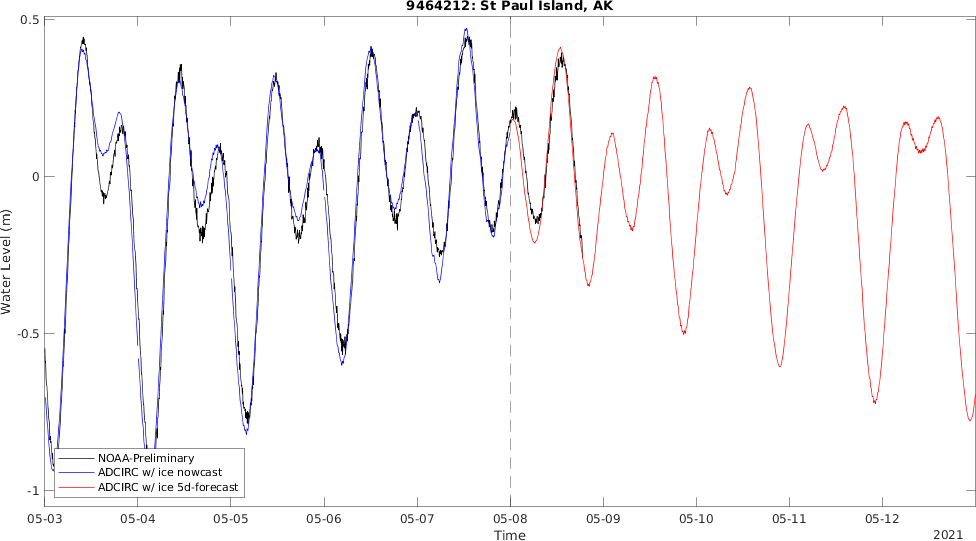 9464212: St Paul Island, AK
Water Level (m)
0.5
0
-0.5
-1
NOAA-Preliminary
ADCIRC w/ ice nowcast
ADCIRC w/ ice 5d-forecast
05-03 05-04 05-05 05-06 05-07 05-08 05-09 05-10 05-11 05-12
Time
2021